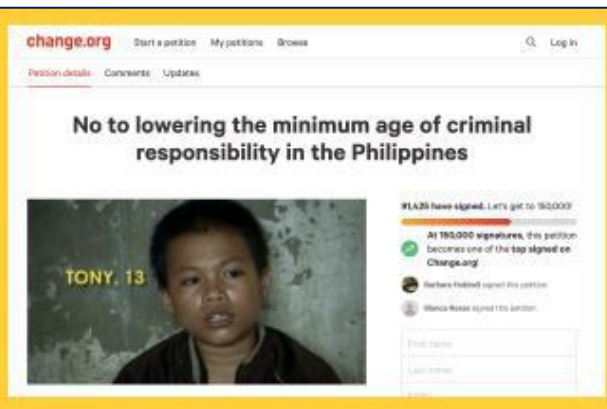 change.org Start a petition My petitions Browse Log in
Petition details Comments Updates
No to lowering the minimum age of criminal
responsibility in the Philippines
TONY, 13
91,425 have signed. Let's get to 150,000!
At 150,000 signatures, this petition
becomes one of the top signed on
Change.org!
signed this petition
signed this petition
First name
Last name